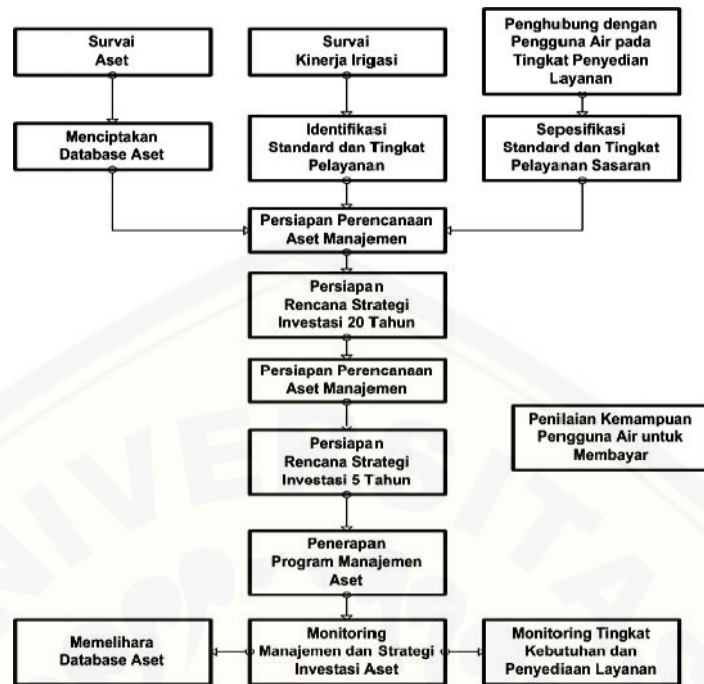 Survai
Aset
Survai
Kinerja Irigasi
Penghubung dengan
Pengguna Air pada
Tingkat Penyedian
Layanan
Menciptakan
Database Aset
Identifikasi
Standard dan Tingkat
Pelayanan
Sepesifikasi
Standard dan Tingkat
Pelayanan Sasaran
Persiapan Perencanaan
Aset Manajemen
Persiapan
Rencana Strategi
Investasi 20 Tahun
Persiapan Perencanaan
Aset Manajemen
Penilaian Kemampuan
Pengguna Air untuk
Membayar
Persiapan
Rencana Strategi
Investasi 5 Tahun
Penerapan
Program Manajemen
Aset
Memelihara
Database Aset
Monitoring
Manajemen dan Strategi
Investasi Aset
Monitoring Tingkat
Kebutuhan dan
Penyediaan Layanan
UNIVERSITAS